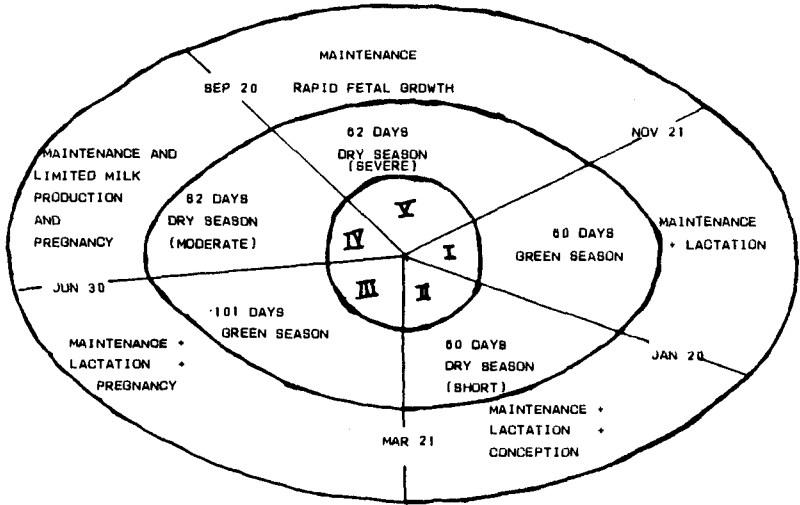 MAINTENANCE
RAPID FETAL GROWTH
SEP 20
NOV 21
62 DAYS
DRY SEASON
(SEVERE)
MAINTENANCE AND
LIMITED MILK
PRODUCTION
AND
PREGNANCY
82 DAYS
DRY SEASON
(MODERATE)
V
IV
I
III
II
60 DAYS
GREEN SEASON
MAINTENANCE
+ LACTATION
JUN 30
101 DAYS
GREEN SEASON
MAINTENANCE +
LACTATION +
PREGNANCY
60 DAYS
DRY SEASON
(SHORT)
JAN 20
MAR 21
MAINTENANCE +
LACTATION +
CONCEPTION